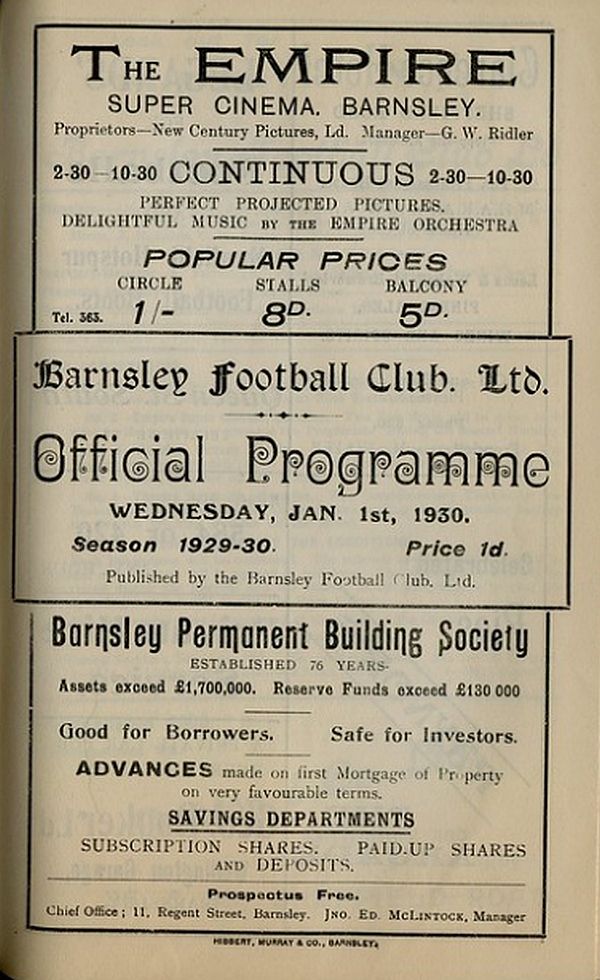 THE EMPIRE
SUPER CINEMA. BARNSLEY.
Proprietors—New Century Pictures, Ld. Manager—G. W. Ridler
2-30—10-30 CONTINUOUS 2-30—10-30
PERFECT PROJECTED PICTURES.
DELIGHTFUL MUSIC BY THE EMPIRE ORCHESTRA
POPULAR PRICES
CIRCLE STALLS BALCONY
Tel. 363. 1/- 8D. 5D.
Barnsley Football Club. Ltd.
Official Programme
WEDNESDAY, JAN. 1st, 1930.
Season 1929-30. Price 1d.
Published by the Barnsley Football Club. Ltd.
Barnsley Permanent Building Society
ESTABLISHED 76 YEARS.
Assets exceed £1,700,000. Reserve Funds exceed £130 000
Good for Borrowers. Safe for Investors.
ADVANCES made on first Mortgage of Property
on very favourable terms.
SAVINGS DEPARTMENTS
SUBSCRIPTION SHARES. PAID-UP SHARES
AND DEPOSITS.
Prospectus Free.
Chief Office; 11, Regent Street, Barnsley. JNO. ED. MCLINTOCK, Manager
HIBBERT, MURRAY & CO., BARNSLEY.